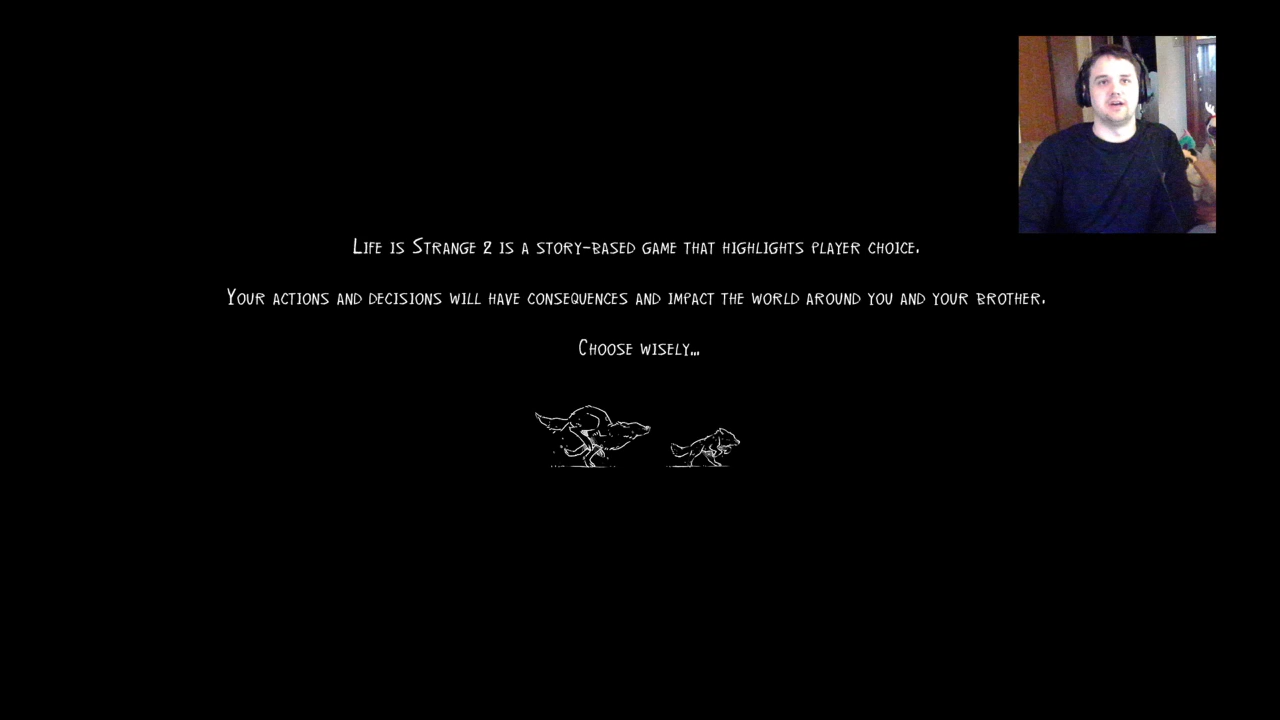 Life is Strange 2 is a story-based game that highlights player choice.
Your actions and decisions will have consequences and impact the world around you and your brother.
Choose wisely...